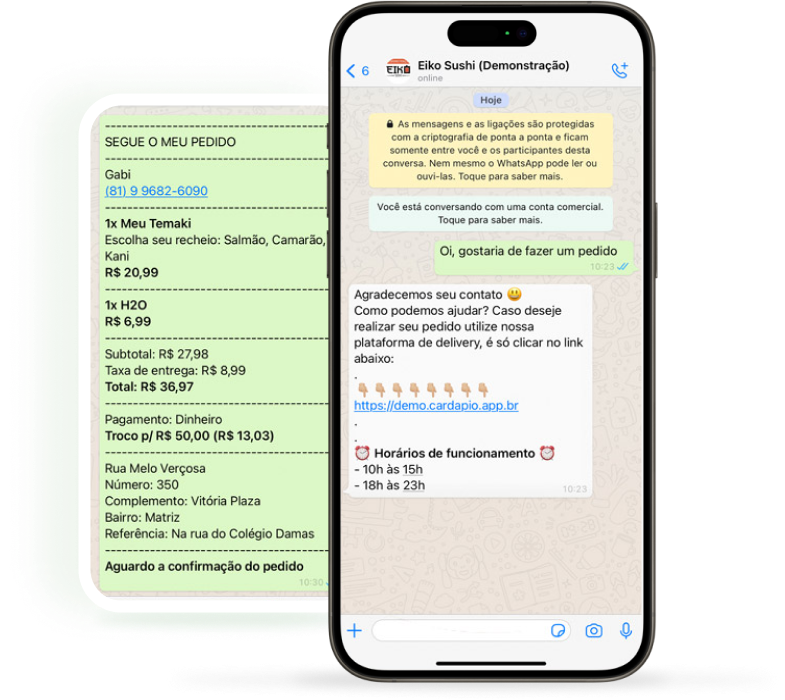 SEGUE O MEU PEDIDO
Gabi
(81) 9 9682-6090
1x Meu Temaki
Escolha seu recheio: Salmão, Camarão,
Kani
R$ 20,99
1x H2O
R$ 6,99
Subtotal: R$ 27,98
Taxa de entrega: R$ 8,99
Total: R$ 36,97
Pagamento: Dinheiro
Troco p/ R$ 50,00 (R$ 13,03)
Rua Melo Verçosa
Número: 350
Complemento: Vitória Plaza
Bairro: Matriz
Referência: Na rua do Colégio Damas
Aguardo a confirmação do pedido
10:30
6
EIKO
Eiko Sushi (Demonstração)
online
Hoje
As mensagens e as ligações são protegidas
com a criptografia de ponta a ponta e ficam
somente entre você e os participantes desta
conversa. Nem mesmo o WhatsApp pode ler ou
ouvi-las. Toque para saber mais.
Você está conversando com uma conta comercial.
Toque para saber mais.
Oi, gostaria de fazer um pedido
10:23
Agradecemos seu contato 😃
Como podemos ajudar? Caso deseje
realizar seu pedido utilize nossa
plataforma de delivery, é só clicar no link
abaixo:
.
👇🏼👇🏼👇🏼👇🏼👇🏼👇🏼👇🏼👇🏼
https://demo.cardapio.app.br
.
.
⏰ Horários de funcionamento ⏰
- 10h às 15h
- 18h às 23h
10:23